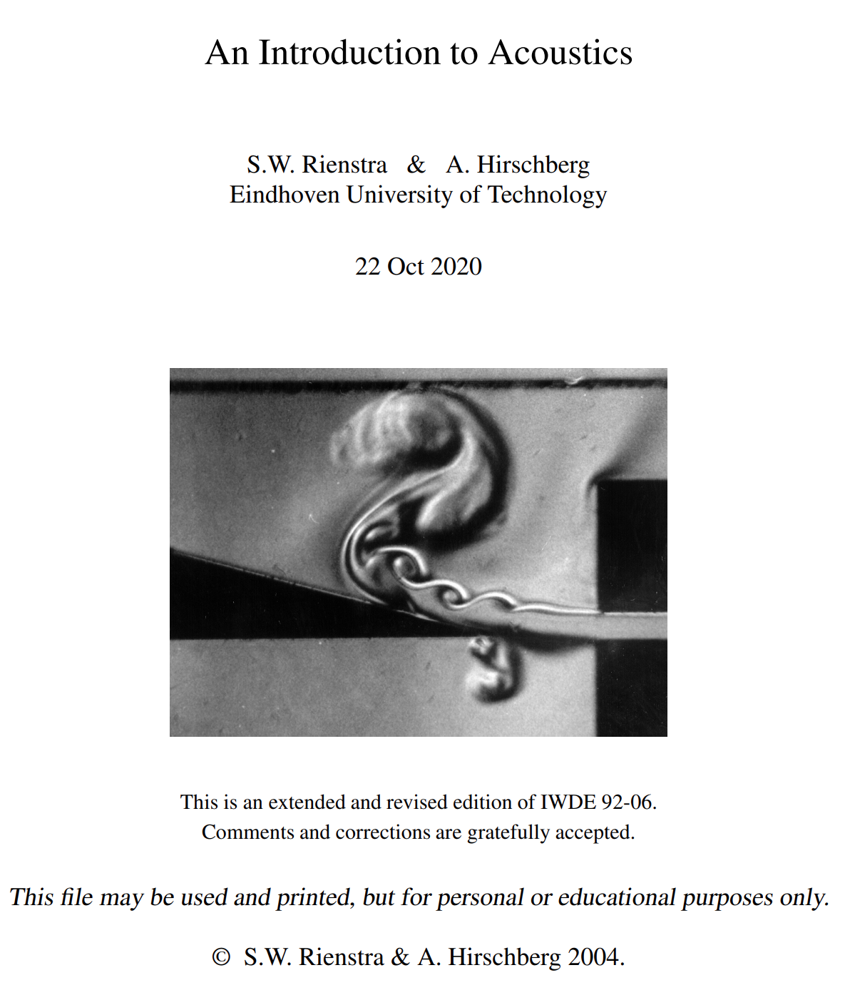 An Introduction to Acoustics
S.W. Rienstra & A. Hirschberg
Eindhoven University of Technology
22 Oct 2020
This is an extended and revised edition of IWDE 92-06.
Comments and corrections are gratefully accepted.
This file may be used and printed, but for personal or educational purposes only.
© S.W. Rienstra & A. Hirschberg 2004.